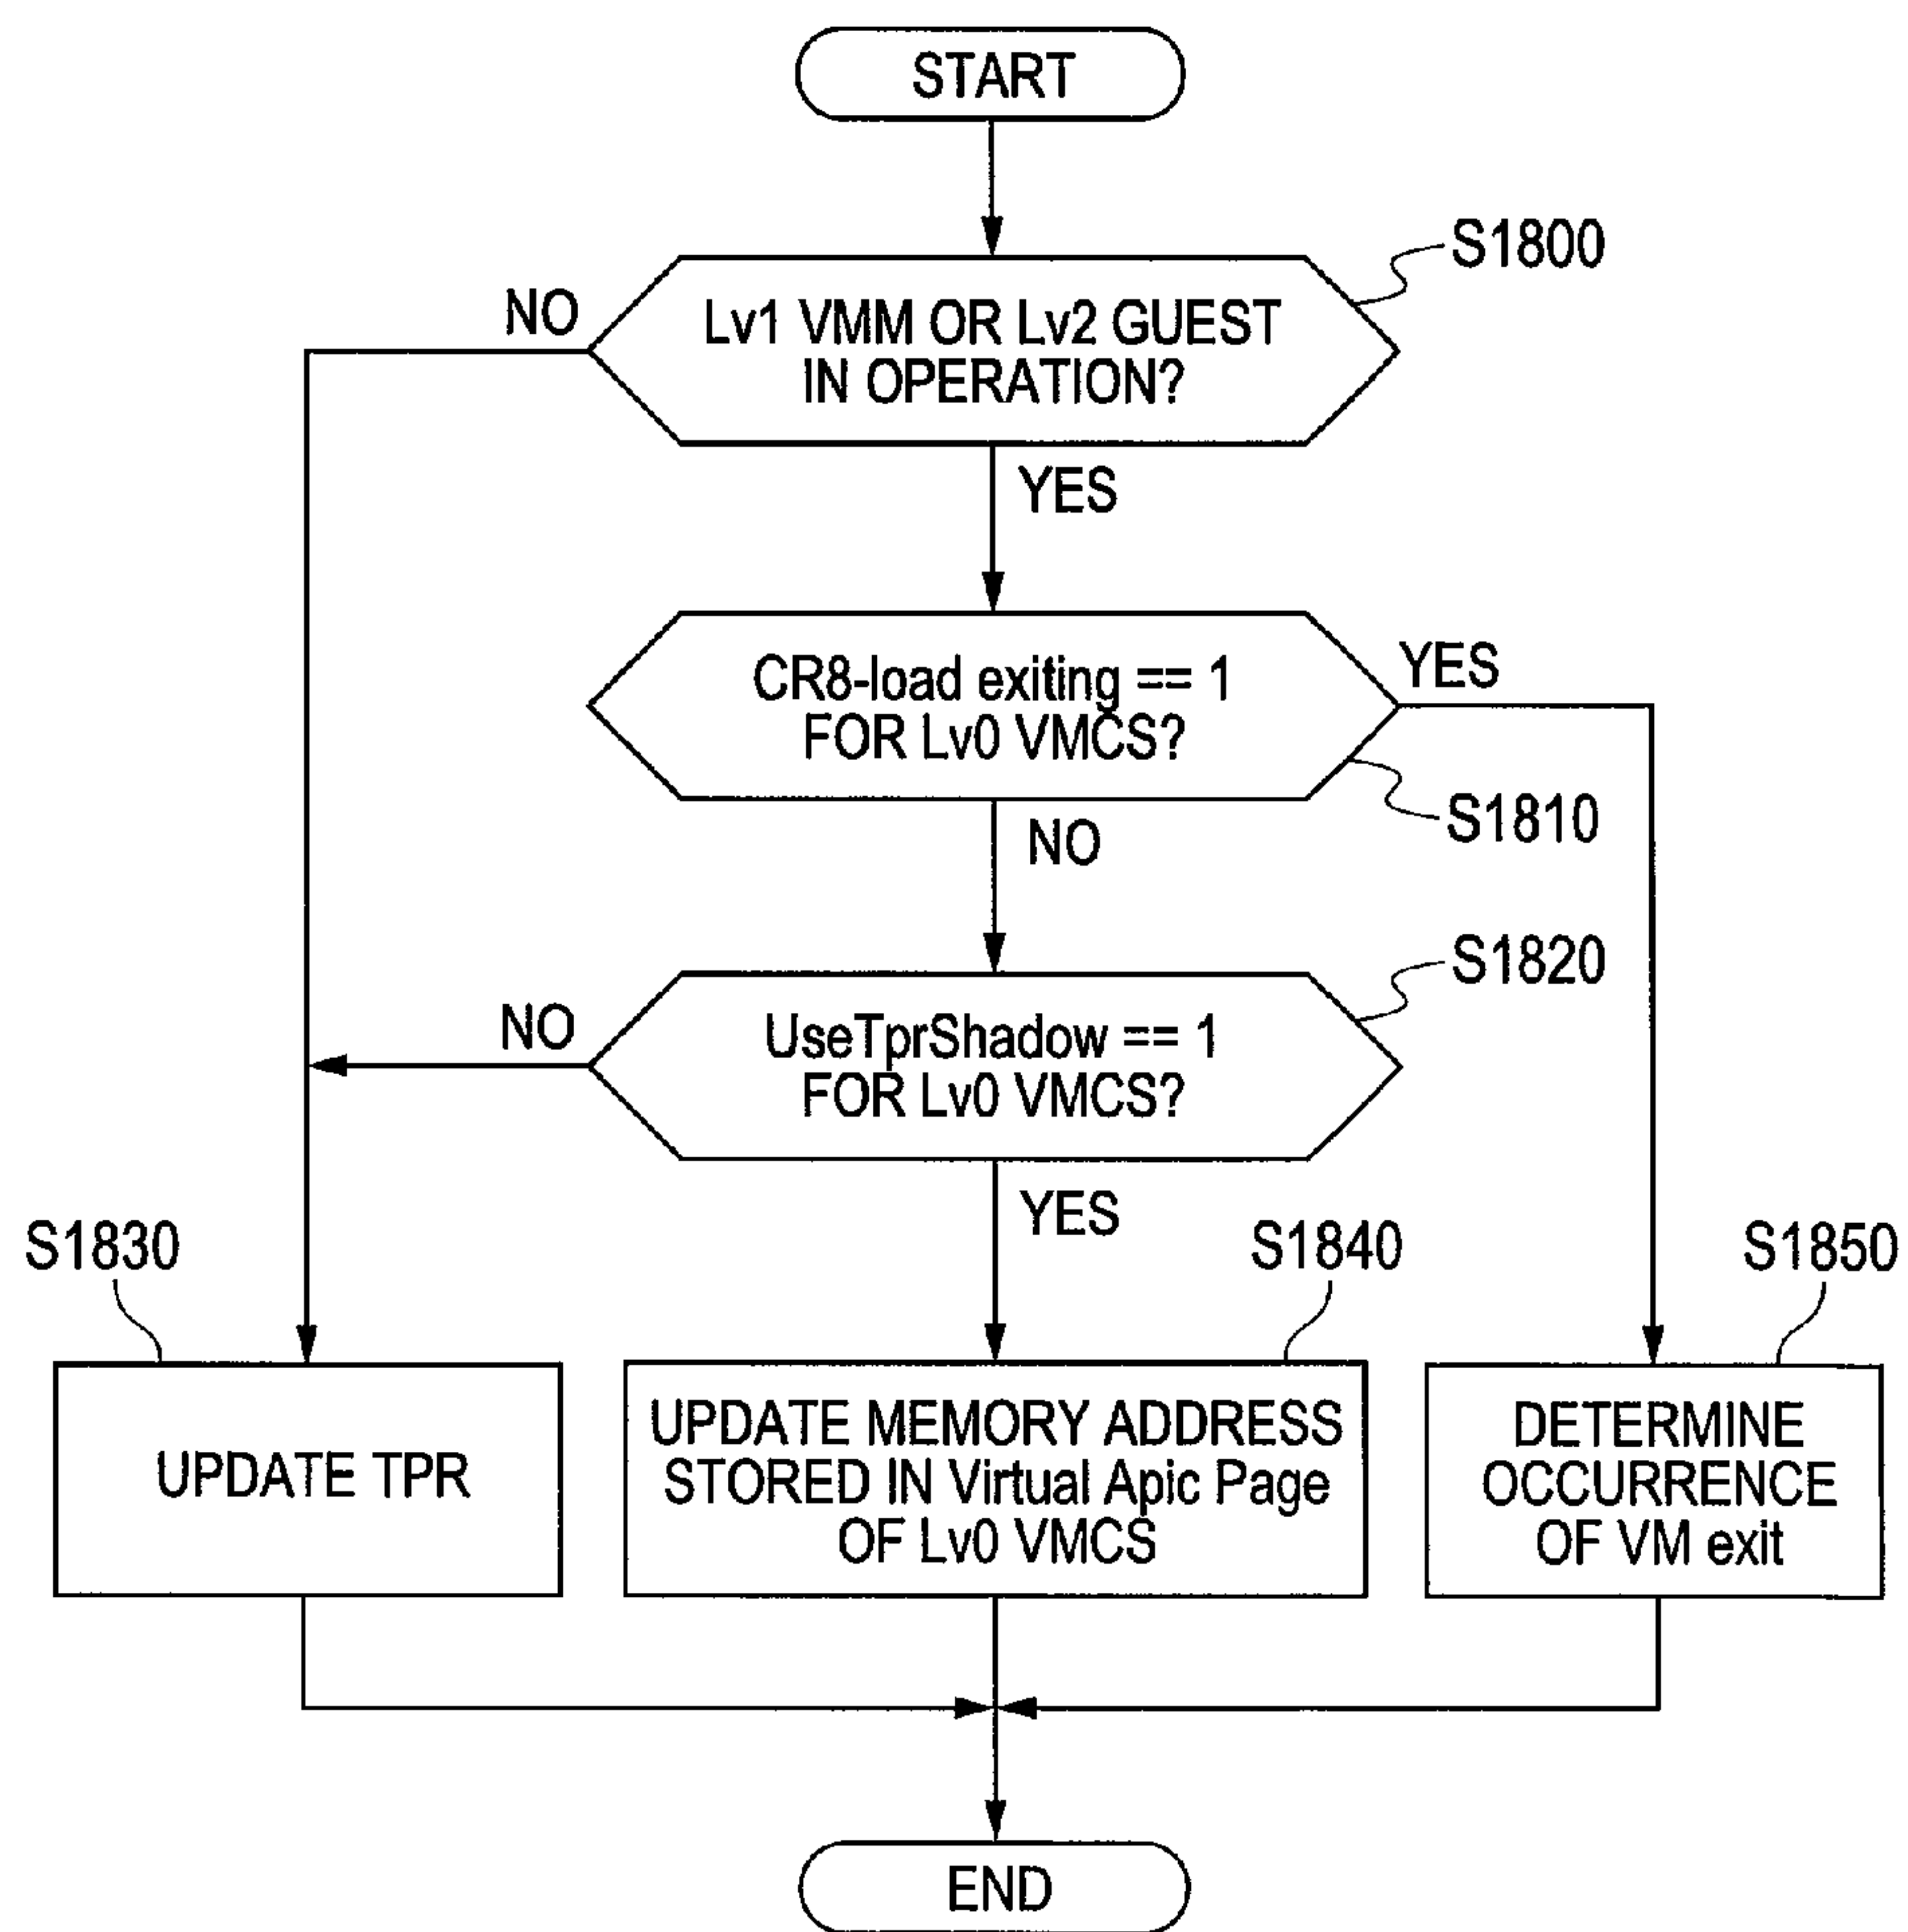 START
S1800
NO
Lv1 VMM OR Lv2 GUEST
IN OPERATION?
YES
CR8-load exiting == 1
FOR Lv0 VMCS?
YES
S1810
NO
S1820
NO
UseTprShadow == 1
FOR Lv0 VMCS?
YES
S1830
S1840
S1850
UPDATE TPR
UPDATE MEMORY ADDRESS
STORED IN Virtual Apic Page
OF Lv0 VMCS
DETERMINE
OCCURRENCE
OF VM exit
END